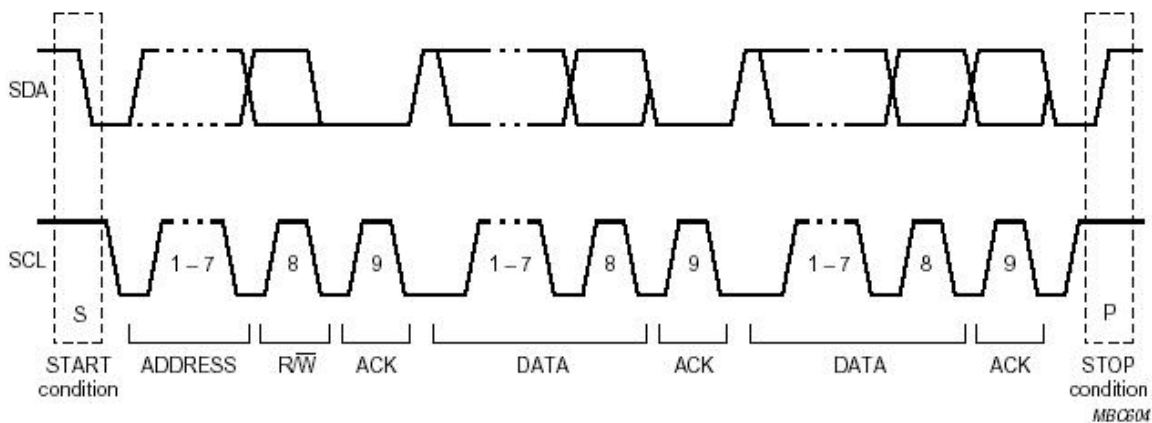 SDA
SCL
1 – 7 8 9 1 – 7 8 9 1 – 7 8 9
S P
START condition
ADDRESS R/W̅ ACK DATA ACK DATA ACK
STOP condition
MBC604